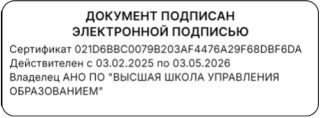 ДОКУМЕНТ ПОДПИСАН
ЭЛЕКТРОННОЙ ПОДПИСЬЮ
Сертификат 021D6BBC0079B203AF4476A29F68DBF6DA
Действителен с 03.02.2025 по 03.05.2026
Владелец АНО ПО "ВЫСШАЯ ШКОЛА УПРАВЛЕНИЯ
ОБРАЗОВАНИЕМ"